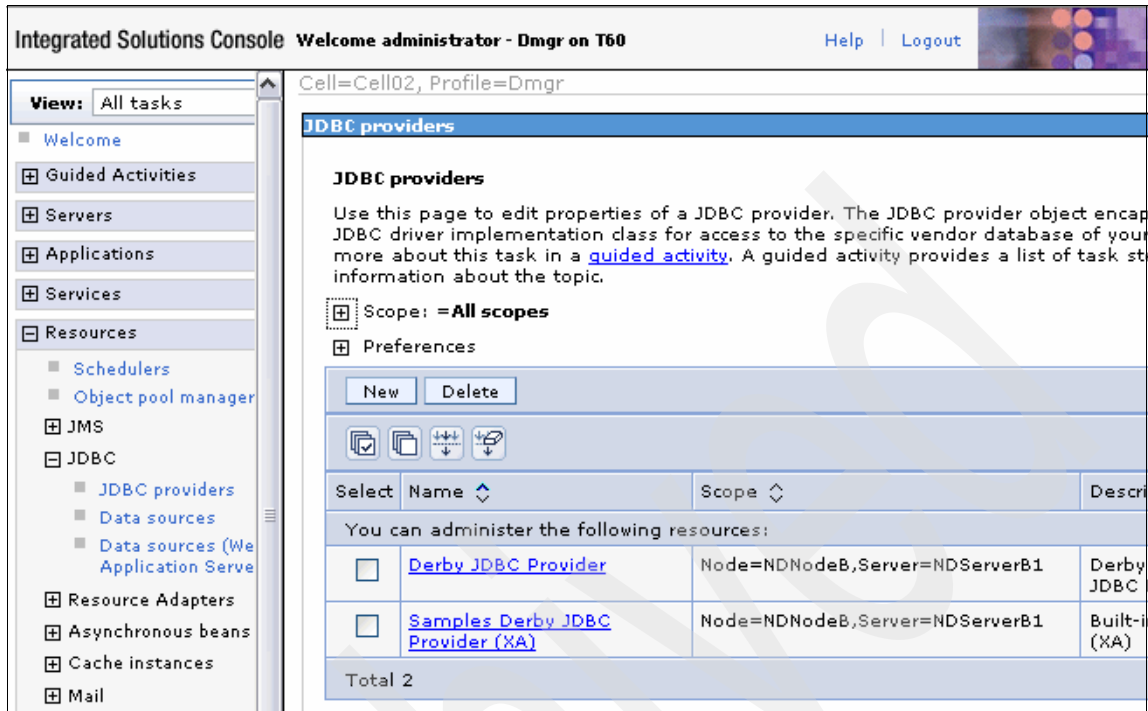 Integrated Solutions Console Welcome administrator - Dmgr on T60 Help | Logout
View: All tasks
Welcome
Guided Activities
Servers
Applications
Services
Resources
Schedulers
Object pool manager
JMS
JDBC
JDBC providers
Data sources
Data sources (We
Application Serve
Resource Adapters
Asynchronous beans
Cache instances
Mail
Cell=Cell02, Profile=Dmgr
JDBC providers
JDBC providers
Use this page to edit properties of a JDBC provider. The JDBC provider object encap
JDBC driver implementation class for access to the specific vendor database of your
more about this task in a guided activity. A guided activity provides a list of task st
information about the topic.
Scope: =All scopes
Preferences
New Delete
Select Name Scope Descri
You can administer the following resources:
Derby JDBC Provider Node=NDNodeB,Server=NDServerB1 Derby
JDBC
Samples Derby JDBC Node=NDNodeB,Server=NDServerB1 Built-i
Provider (XA) (XA)
Total 2